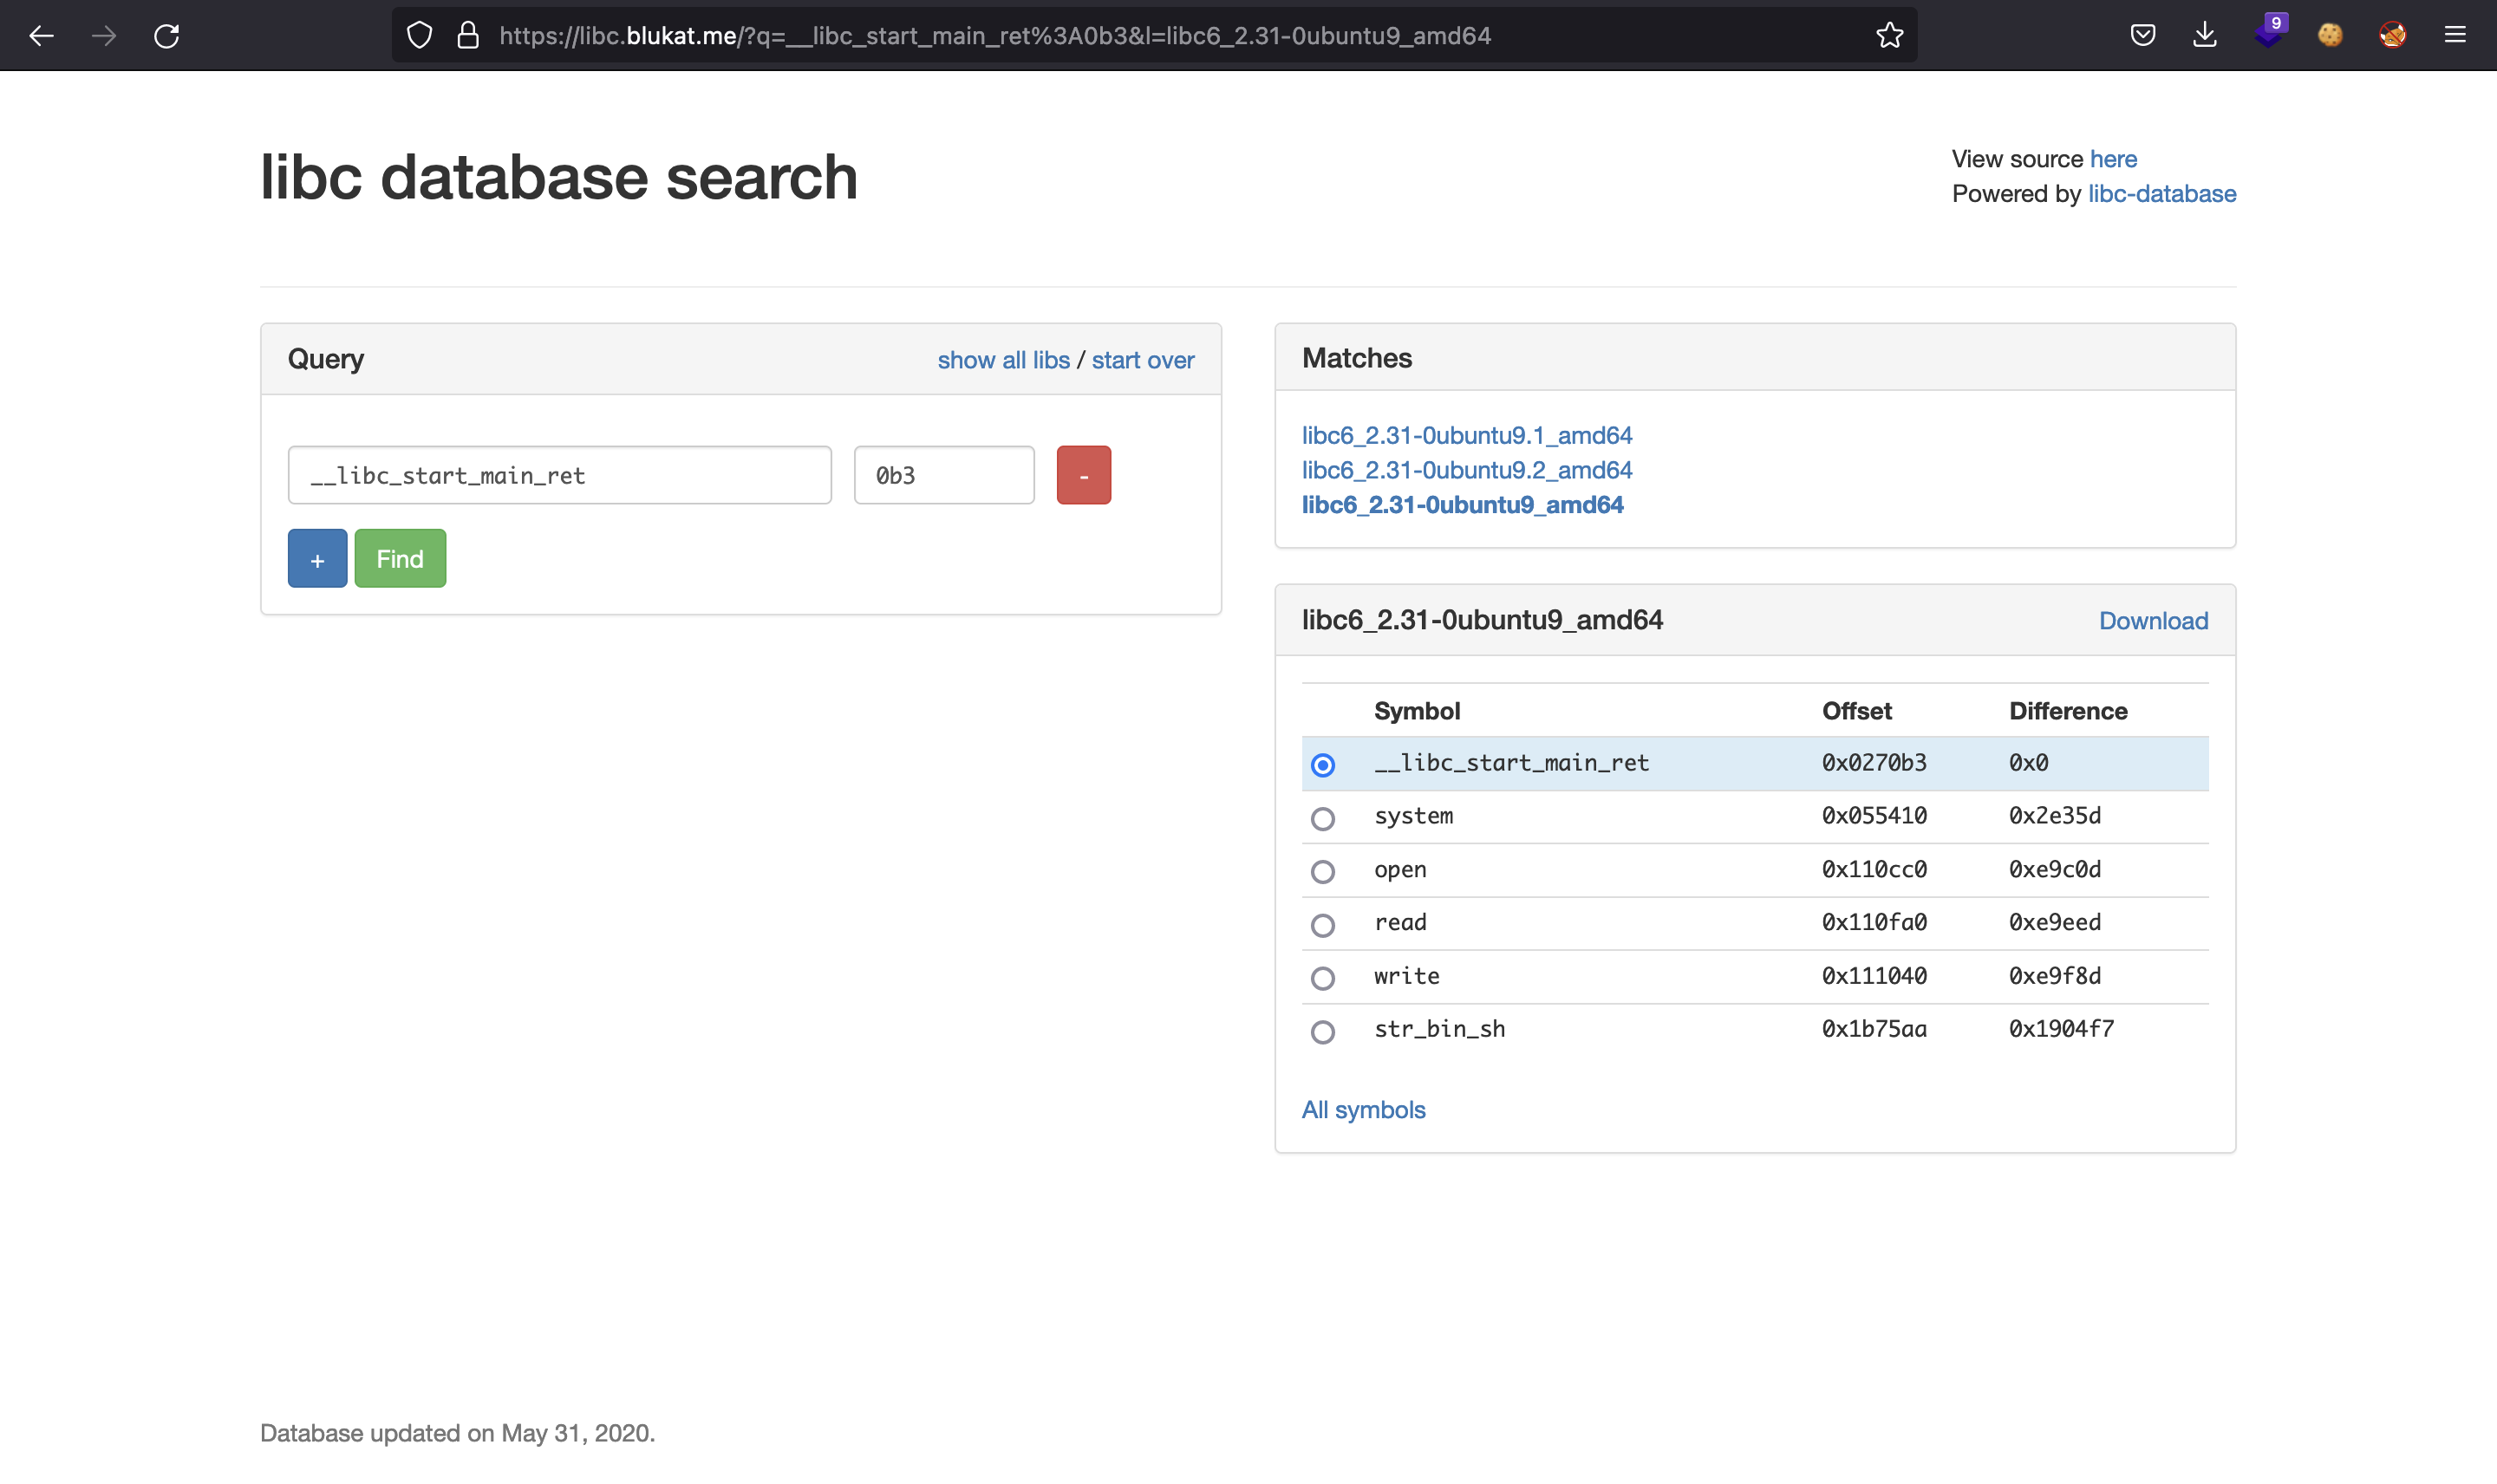 https://libc.blukat.me/?q=__libc_start_main_ret%3A0b3&l=libc6_2.31-0ubuntu9_amd64
9
libc database search
View source here
Powered by libc-database
Query
show all libs / start over
__libc_start_main_ret 0b3 -
+ Find
Matches
libc6_2.31-0ubuntu9.1_amd64
libc6_2.31-0ubuntu9.2_amd64
libc6_2.31-0ubuntu9_amd64
libc6_2.31-0ubuntu9_amd64 Download
Symbol Offset Difference
__libc_start_main_ret 0x0270b3 0x0
system 0x055410 0x2e35d
open 0x110cc0 0xe9c0d
read 0x110fa0 0xe9eed
write 0x111040 0xe9f8d
str_bin_sh 0x1b75aa 0x1904f7
All symbols
Database updated on May 31, 2020.